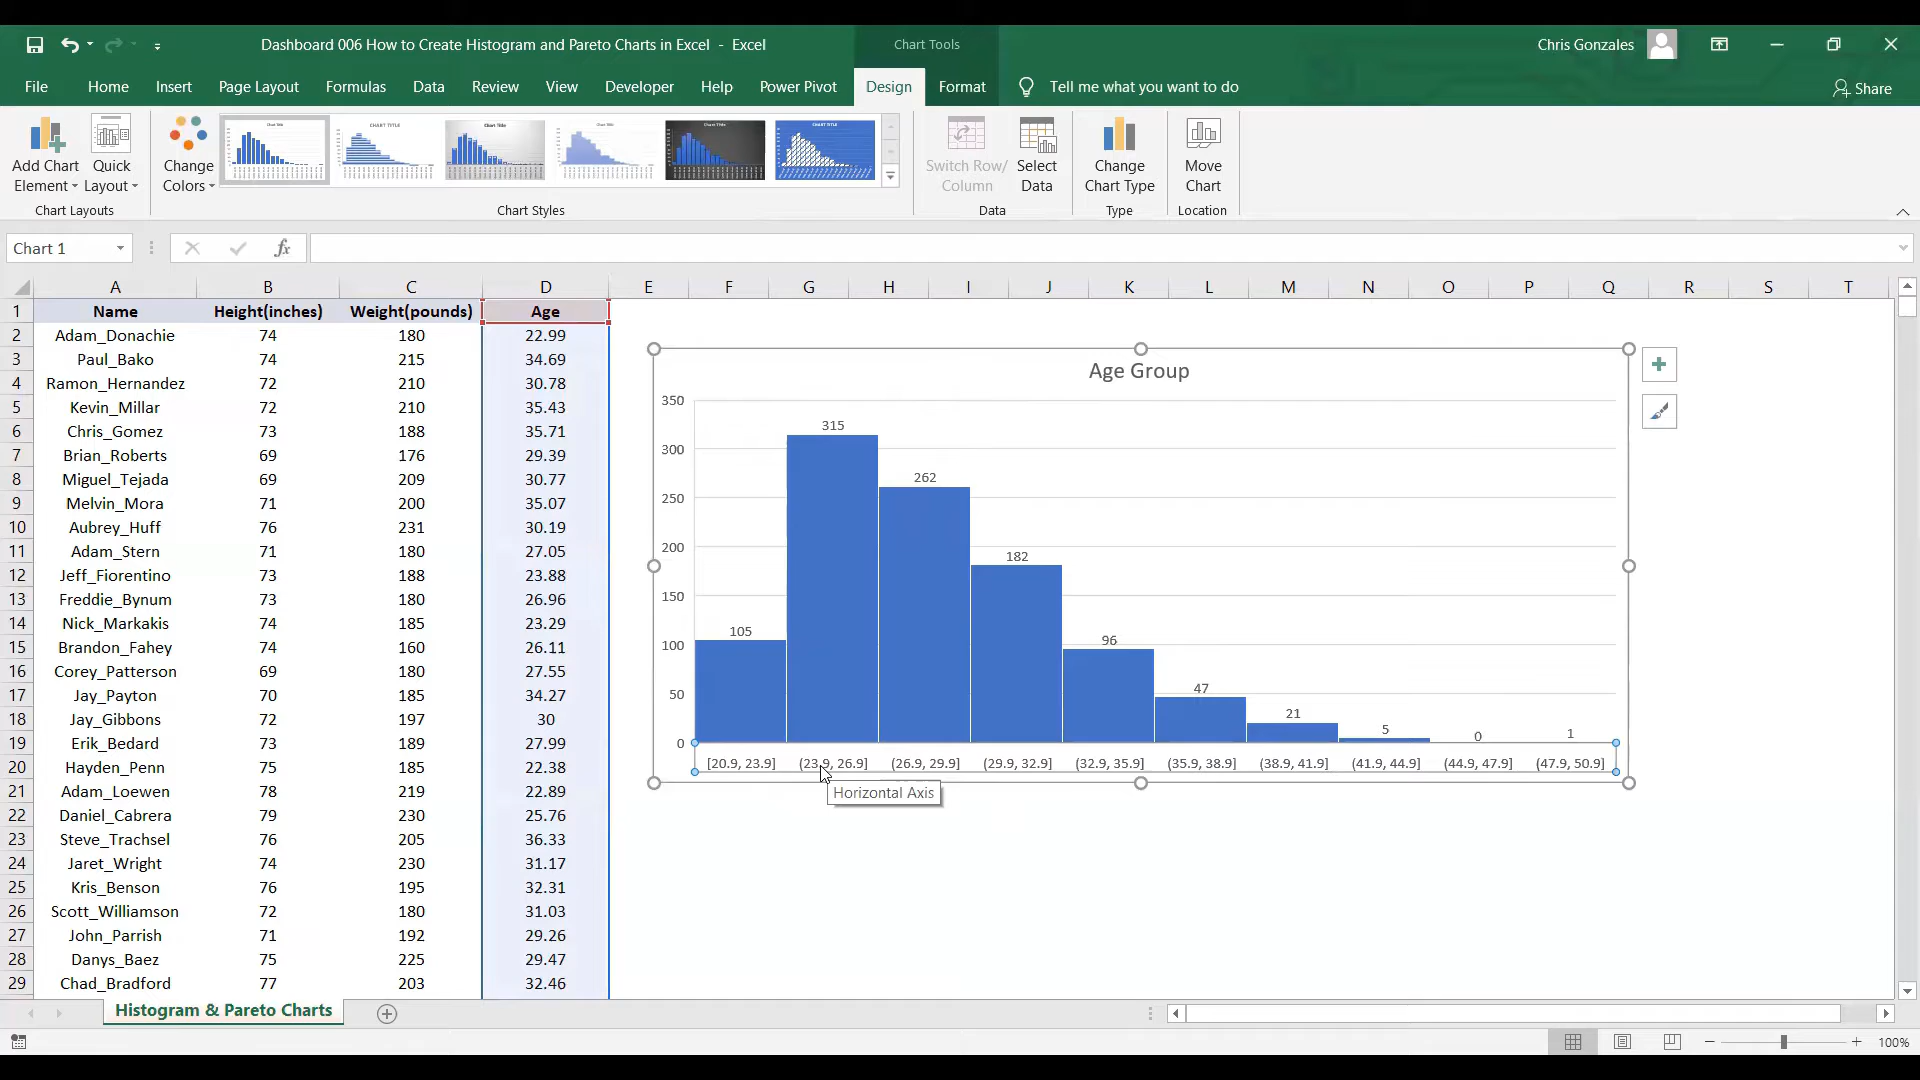 Dashboard 006 How to Create Histogram and Pareto Charts in Excel - Excel
Chart Tools
Chris Gonzales
File Home Insert Page Layout Formulas Data Review View Developer Help Power Pivot Design Format Tell me what you want to do Share
Add Chart Element
Quick Layout
Chart Layouts
Change Colors
Chart Styles
Switch Row/ Column
Select Data
Data
Change Chart Type
Type
Move Chart
Location
Chart 1
fx
A B C D E F G H I J K L M N O P Q R S T
1 Name Height(inches) Weight(pounds) Age
2 Adam_Donachie 74 180 22.99
3 Paul_Bako 74 215 34.69
4 Ramon_Hernandez 72 210 30.78
5 Kevin_Millar 72 210 35.43
6 Chris_Gomez 73 188 35.71
7 Brian_Roberts 69 176 29.39
8 Miguel_Tejada 69 209 30.77
9 Melvin_Mora 71 200 35.07
10 Aubrey_Huff 76 231 30.19
11 Adam_Stern 71 180 27.05
12 Jeff_Fiorentino 73 188 23.88
13 Freddie_Bynum 73 180 26.96
14 Nick_Markakis 74 185 23.29
15 Brandon_Fahey 74 160 26.11
16 Corey_Patterson 69 180 27.55
17 Jay_Payton 70 185 34.27
18 Jay_Gibbons 72 197 30
19 Erik_Bedard 73 189 27.99
20 Hayden_Penn 75 185 22.38
21 Adam_Loewen 78 219 22.89
22 Daniel_Cabrera 79 230 25.76
23 Steve_Trachsel 76 205 36.33
24 Jaret_Wright 74 230 31.17
25 Kris_Benson 76 195 32.31
26 Scott_Williamson 72 180 31.03
27 John_Parrish 71 192 29.26
28 Danys_Baez 75 225 29.47
29 Chad_Bradford 77 203 32.46
Age Group
350
300
250
200
150
100
50
0
105 315 262 182 96 47 21 5 0 1
[20.9, 23.9] (23.9, 26.9] (26.9, 29.9] (29.9, 32.9] (32.9, 35.9] (35.9, 38.9] (38.9, 41.9] (41.9, 44.9] (44.9, 47.9] (47.9, 50.9]
Horizontal Axis
Histogram & Pareto Charts
100%